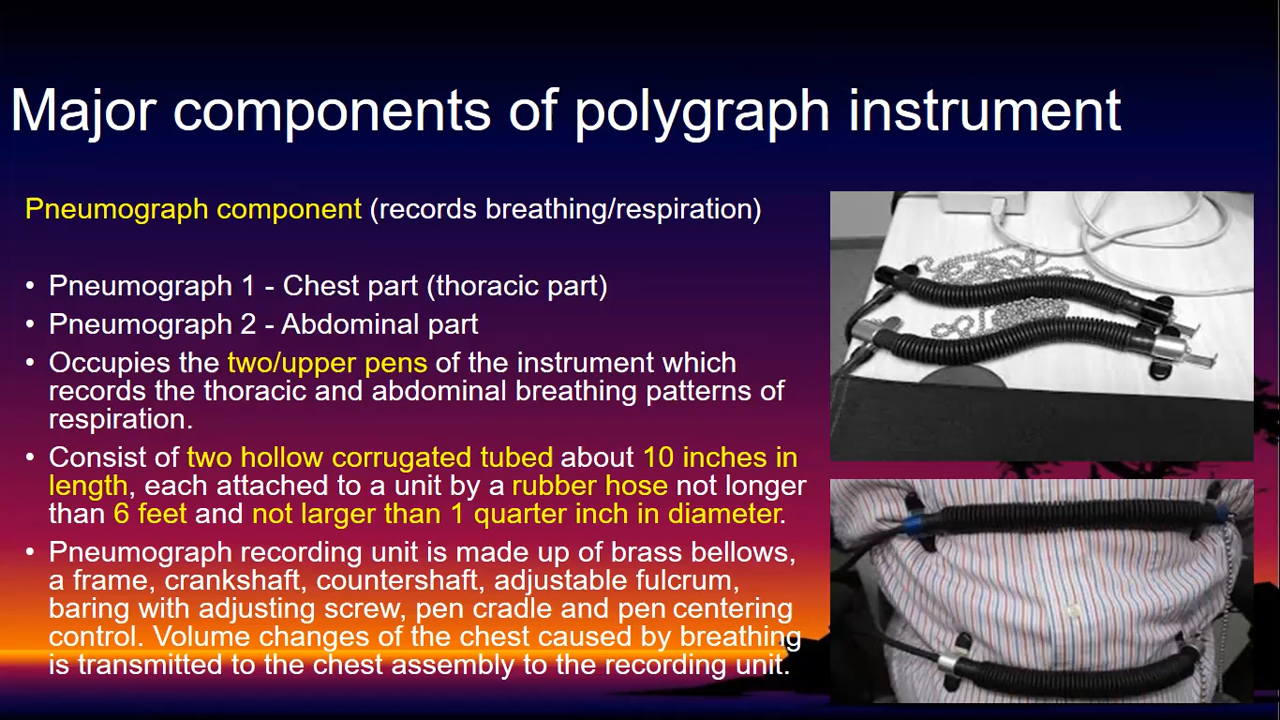 Major components of polygraph instrument
Pneumograph component (records breathing/respiration)
• Pneumograph 1 - Chest part (thoracic part)
• Pneumograph 2 - Abdominal part
• Occupies the two/upper pens of the instrument which
records the thoracic and abdominal breathing patterns of
respiration.
• Consist of two hollow corrugated tubed about 10 inches in
length, each attached to a unit by a rubber hose not longer
than 6 feet and not larger than 1 quarter inch in diameter.
• Pneumograph recording unit is made up of brass bellows,
a frame, crankshaft, countershaft, adjustable fulcrum,
baring with adjusting screw, pen cradle and pen centering
control. Volume changes of the chest caused by breathing
is transmitted to the chest assembly to the recording unit.